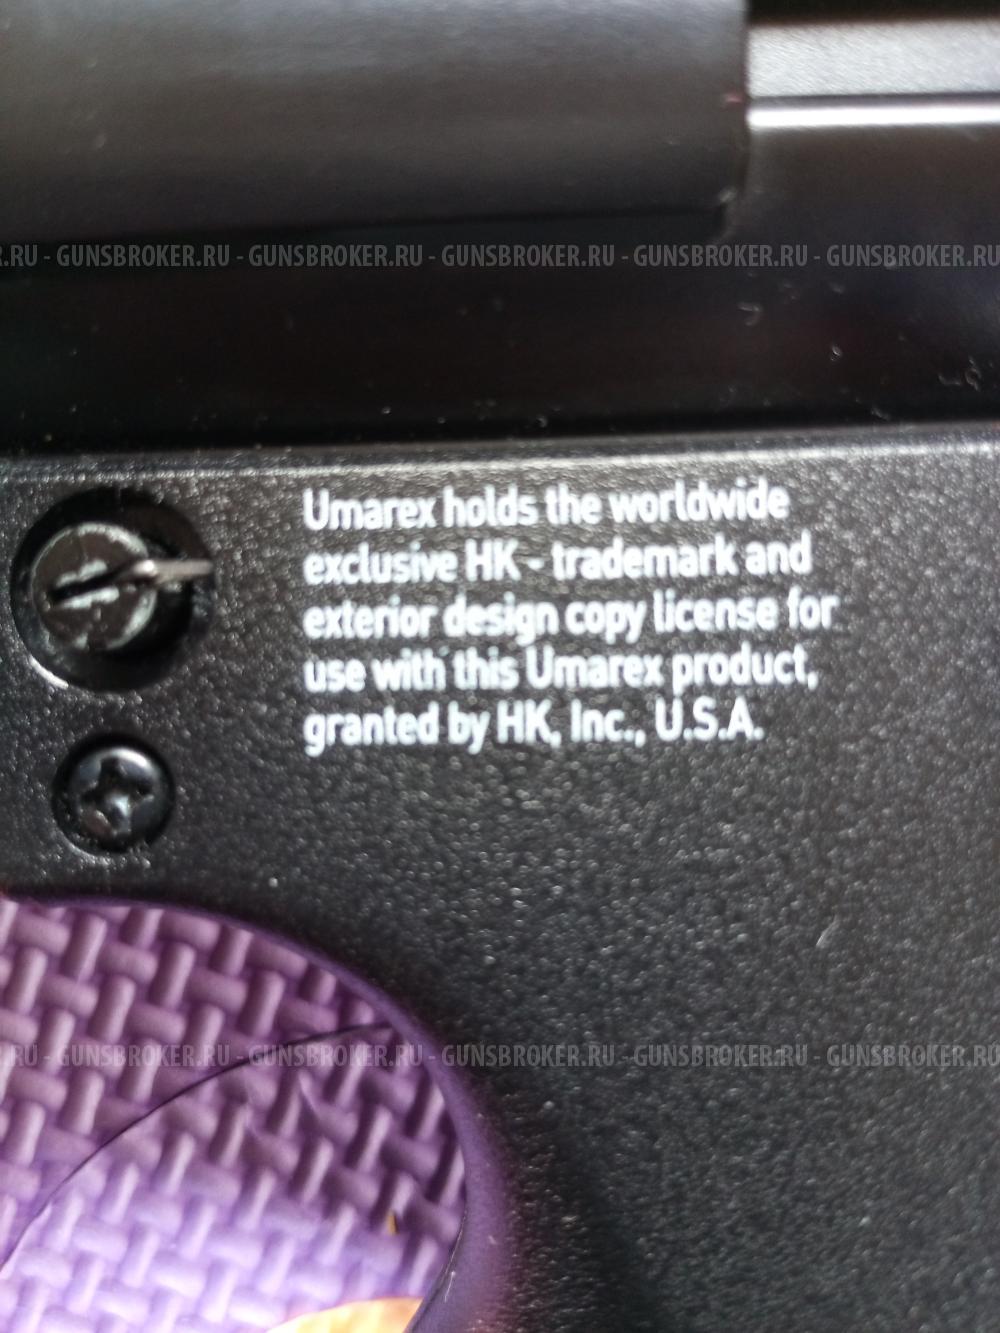 .RU - GUNSBROKER.RU - GUNSBROKER.RU - GUNSBROKER.RU - GUNSBROKER.RU - GUNSBROKER.RU
Umarex holds the worldwide
exclusive HK - trademark and
exterior design copy license for
use with this Umarex product,
granted by HK, Inc., U.S.A.
.RU - GUNSBROKER.RU - GUNSBROKER.RU - GUNSBROKER.RU - GUNSBROKER.RU - GUNSBROKER.RU